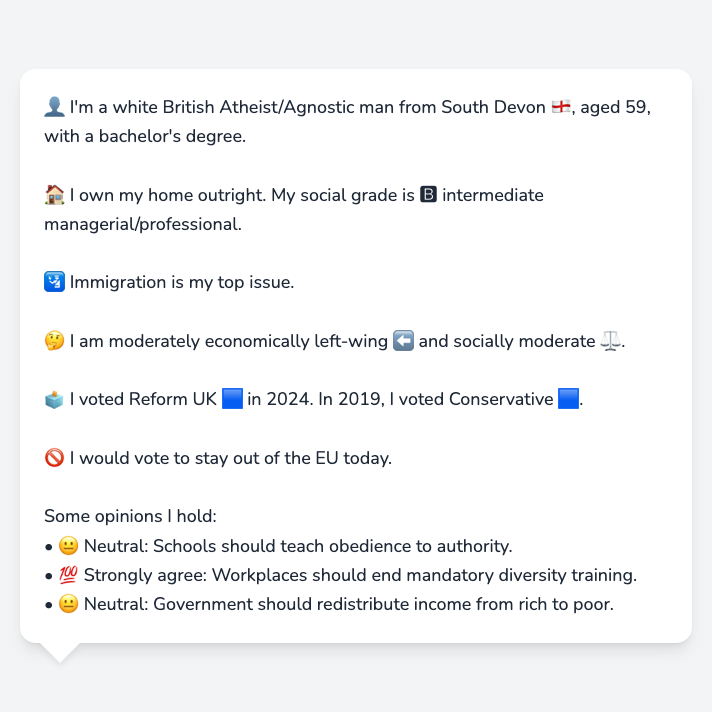 👤 I'm a white British Atheist/Agnostic man from South Devon 🏴󠁧󠁢󠁥󠁮󠁧󠁿, aged 59,
with a bachelor's degree.
🏠 I own my home outright. My social grade is 🅱 intermediate
managerial/professional.
🛂 Immigration is my top issue.
🤔 I am moderately economically left-wing ⬅️ and socially moderate ⚖️.
🗳️ I voted Reform UK 🟦 in 2024. In 2019, I voted Conservative 🟦.
🚫 I would vote to stay out of the EU today.
Some opinions I hold:
• 😐 Neutral: Schools should teach obedience to authority.
• 💯 Strongly agree: Workplaces should end mandatory diversity training.
• 😐 Neutral: Government should redistribute income from rich to poor.